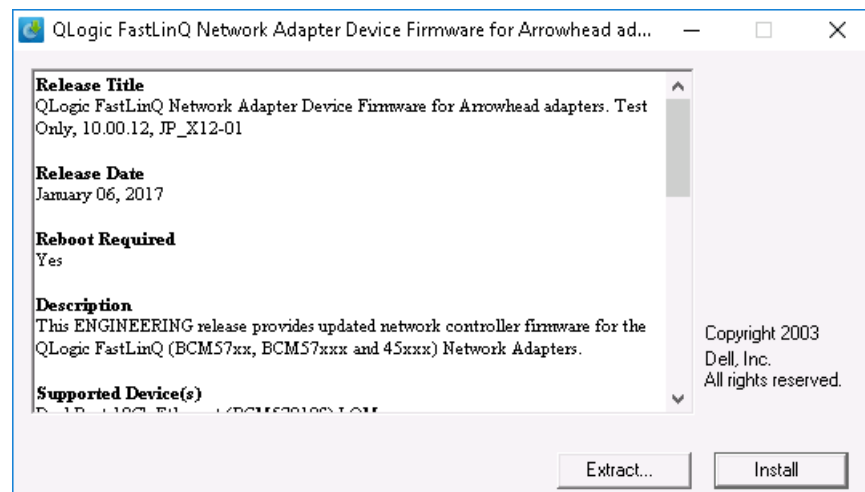 QLogic FastLinQ Network Adapter Device Firmware for Arrowhead ad...
Release Title
QLogic FastLinQ Network Adapter Device Firmware for Arrowhead adapters. Test
Only, 10.00.12, JP_X12-01
Release Date
January 06, 2017
Reboot Required
Yes
Description
This ENGINEERING release provides updated network controller firmware for the
QLogic FastLinQ (BCM57xx, BCM57xxx and 45xxx) Network Adapters.
Supported Device(s)
Copyright 2003
Dell, Inc.
All rights reserved.
Extract...
Install